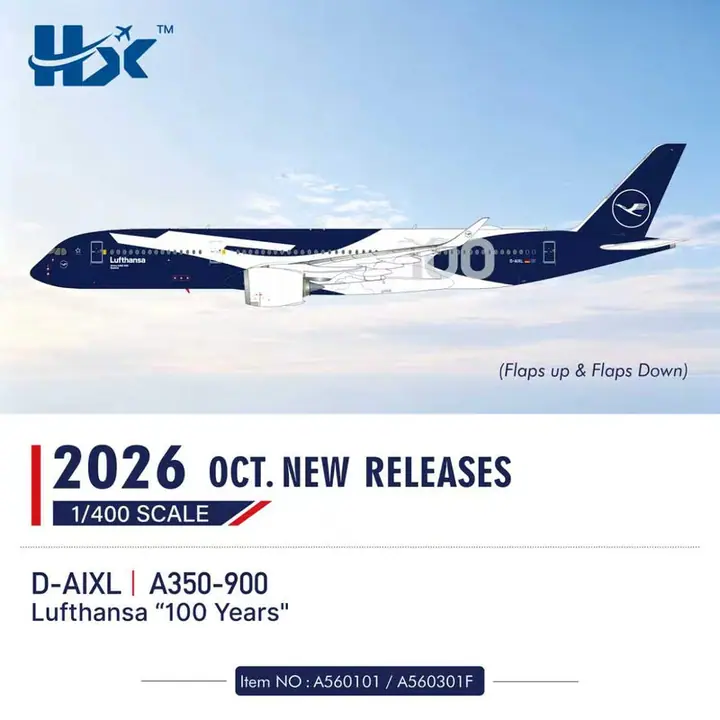 HX ™
Lufthansa
100
D-AIXL
(Flaps up & Flaps Down)
2026 OCT. NEW RELEASES
1/400 SCALE
D-AIXL | A350-900
Lufthansa “100 Years"
Item NO : A560101 / A560301F